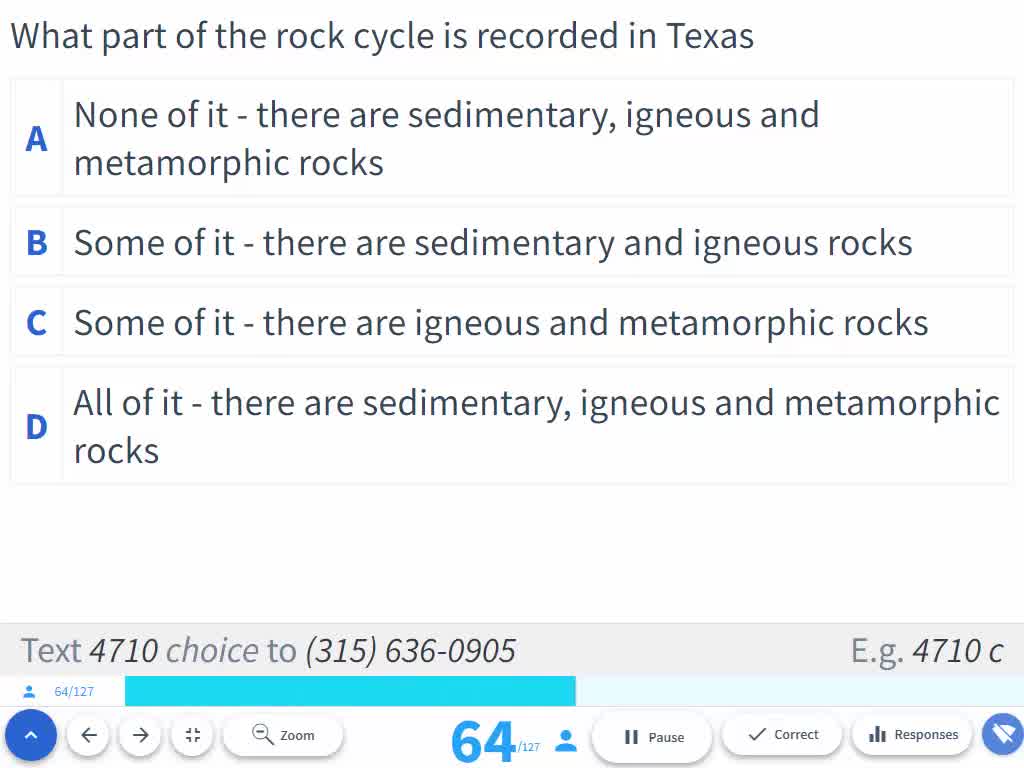 What part of the rock cycle is recorded in Texas
A
None of it - there are sedimentary, igneous and
metamorphic rocks
B
Some of it - there are sedimentary and igneous rocks
C
Some of it - there are igneous and metamorphic rocks
D
All of it - there are sedimentary, igneous and metamorphic
rocks
Text 4710 choice to (315) 636-0905
E.g. 4710 c
64/127
Zoom
64/127
Pause
Correct
Responses